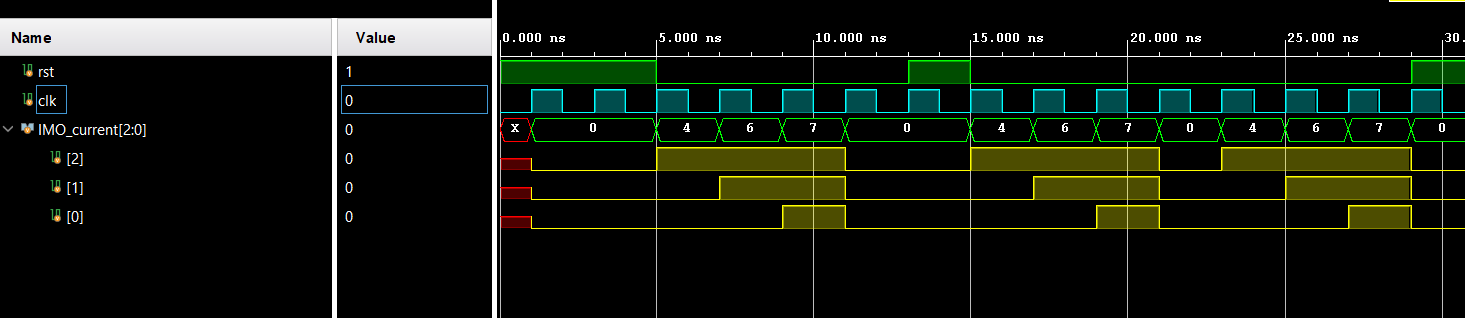 Name Value 0.000 ns 5.000 ns 10.000 ns 15.000 ns 20.000 ns 25.000 ns 30.
rst 1
clk 0
IMO_current[2:0] 0 X 0 4 6 7 0 4 6 7 0 4 6 7 0
[2] 0
[1] 0
[0] 0